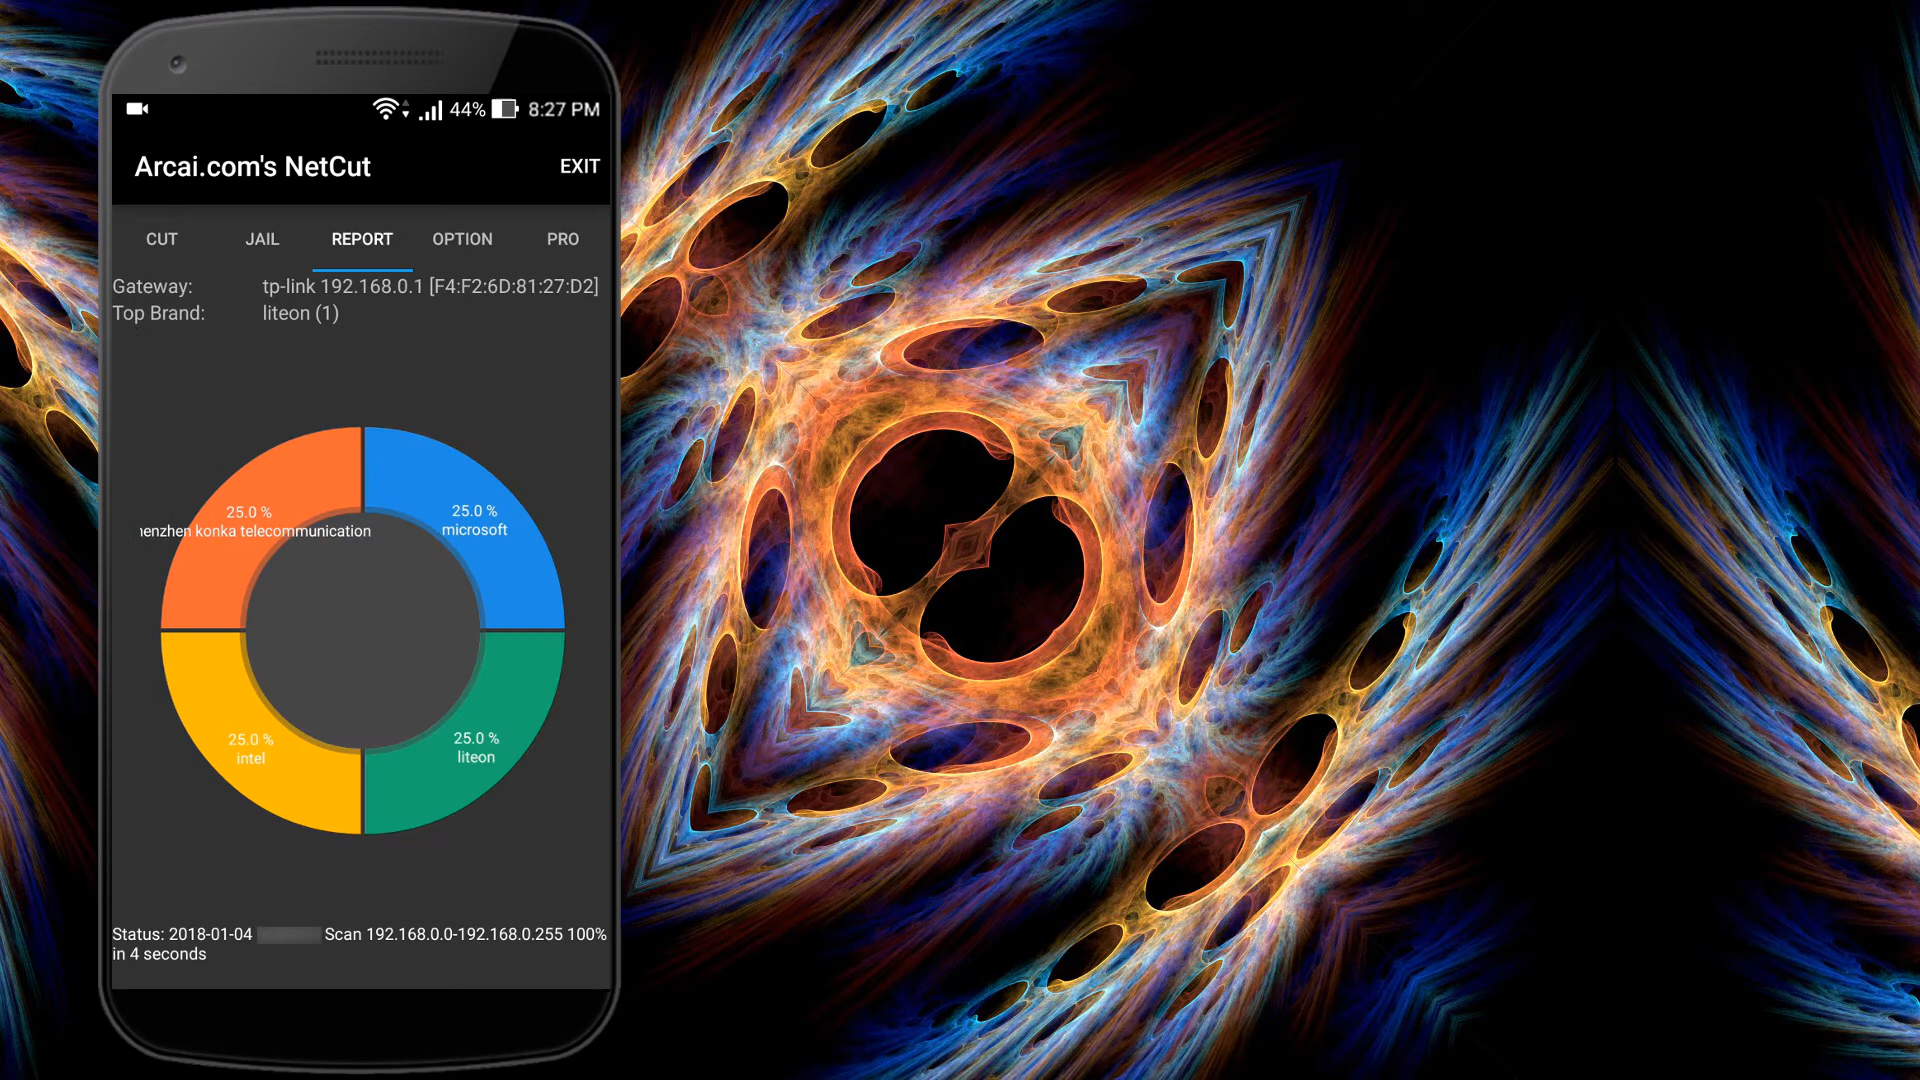 44% 8:27 PM
Arcai.com's NetCut EXIT
CUT JAIL REPORT OPTION PRO
Gateway: tp-link 192.168.0.1 [F4:F2:6D:81:27:D2]
Top Brand: liteon (1)
25.0 %
henzhen konka telecommunication
25.0 %
microsoft
25.0 %
intel
25.0 %
liteon
Status: 2018-01-04 Scan 192.168.0.0-192.168.0.255 100%
in 4 seconds